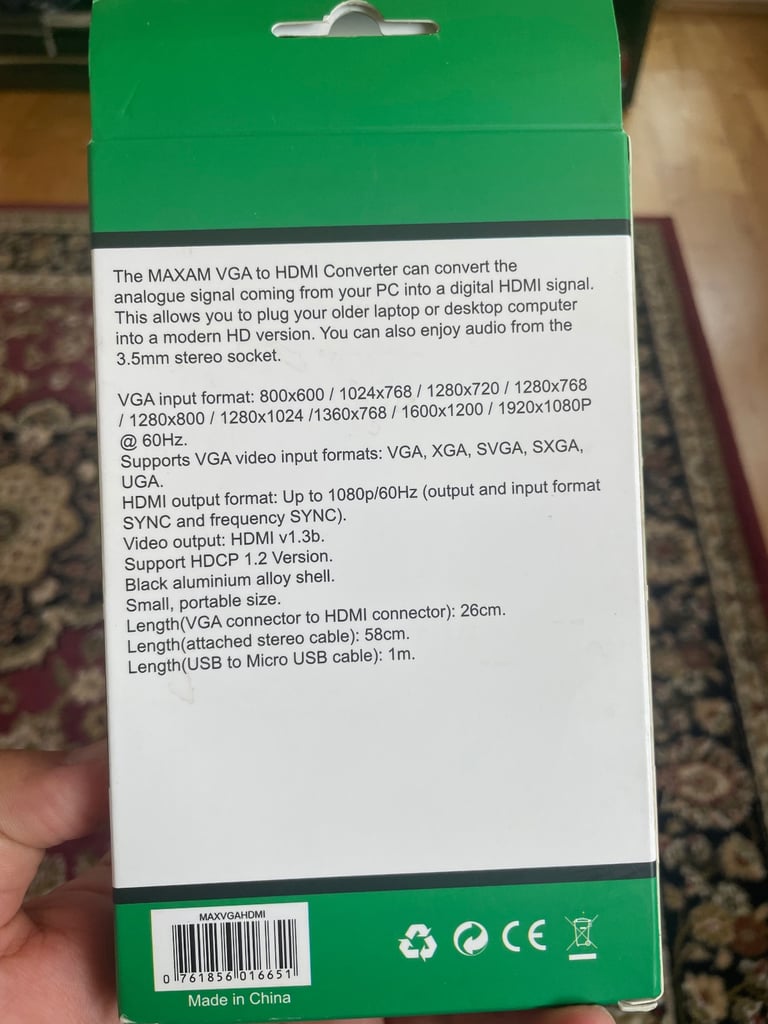 The MAXAM VGA to HDMI Converter can convert the
analogue signal coming from your PC into a digital HDMI signal.
This allows you to plug your older laptop or desktop computer
into a modern HD version. You can also enjoy audio from the
3.5mm stereo socket.
VGA input format: 800x600 / 1024x768 / 1280x720 / 1280x768
/ 1280x800 / 1280x1024 /1360x768 / 1600x1200 / 1920x1080P
@ 60Hz.
Supports VGA video input formats: VGA, XGA, SVGA, SXGA,
UGA.
HDMI output format: Up to 1080p/60Hz (output and input format
SYNC and frequency SYNC).
Video output: HDMI v1.3b.
Support HDCP 1.2 Version.
Black aluminium alloy shell.
Small, portable size.
Length(VGA connector to HDMI connector): 26cm.
Length(attached stereo cable): 58cm.
Length(USB to Micro USB cable): 1m.
MAXVGAHDMI
0 761856 016651
Made in China
CE